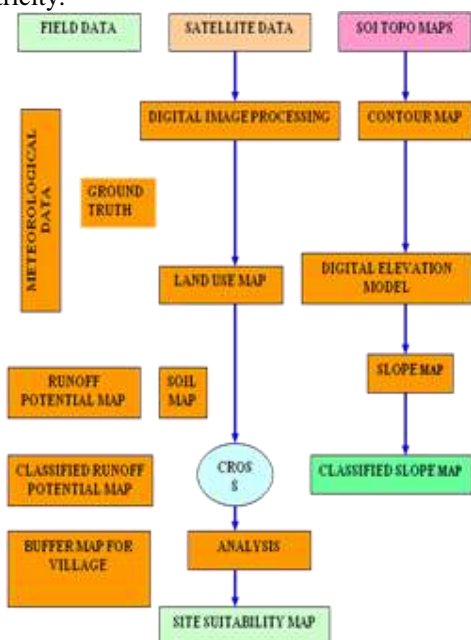 tricity.
FIELD DATA
SATELLITE DATA
SOI TOPO MAPS
DIGITAL IMAGE PROCESSING
CONTOUR MAP
METEOROLOGICAL
DATA
GROUND
TRUTH
LAND USE MAP
DIGITAL ELEVATION
MODEL
SLOPE MAP
RUNOFF
POTENTIAL MAP
SOIL
MAP
CLASSIFIED RUNOFF
POTENTIAL MAP
CROS
S
CLASSIFIED SLOPE MAP
BUFFER MAP FOR
VILLAGE
ANALYSIS
SITE SUITABILITY MAP